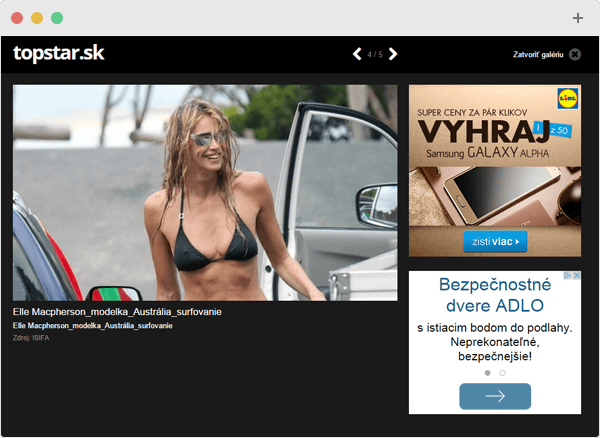 topstar.sk
4 / 5
Zatvoriť galériu
LIDL
SUPER CENY ZA PÁR KLIKOV
VYHRAJ
1 z 50
Samsung GALAXY ALPHA
zisti viac
Elle Macpherson_modelka_Austrália_surfovanie
Elle Macpherson_modelka_Austrália_surfovanie
Zdroj: ISIFA
Bezpečnostné
dvere ADLO
s istiacim bodom do podlahy.
Neprekonateľné,
bezpečnejšie!